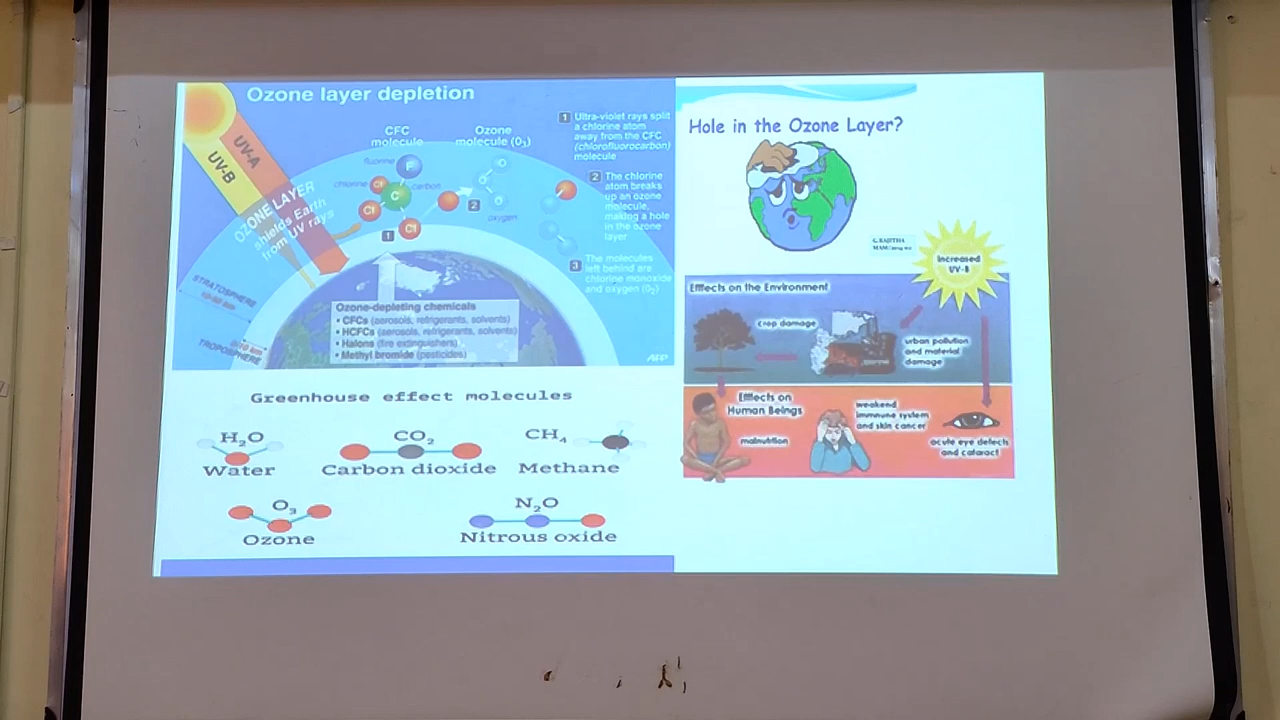 Ozone layer depletion
UV-A
UV-B
OZONE LAYER
shields Earth
from UV rays
STRATOSPHERE
TROPOSPHERE
CFC
molecule
Ozone
molecule (O₃)
fluorine
F
chlorine
Cl
C
carbon
Cl
Cl
O
O
O
oxygen
1
2
1 Ultra-violet rays split
a chlorine atom
away from the CFC
(chlorofluorocarbon)
molecule
2 The chlorine
atom breaks
up an ozone
molecule,
making a hole
in the ozone
layer
3 The molecules
left behind are
chlorine monoxide
and oxygen (O₂)
Ozone-depleting chemicals
• CFCs (aerosols, refrigerants, solvents)
• HCFCs (aerosols, refrigerants, solvents)
• Halons (fire extinguishers)
• Methyl bromide (pesticides)
AFP
Greenhouse effect molecules
H₂O
Water
CO₂
Carbon dioxide
CH₄
Methane
O₃
Ozone
N₂O
Nitrous oxide
Hole in the Ozone Layer?
Increased
UV-B
Effects on the Environment
crop damage
urban pollution
and material
damage
Effects on
Human Beings
malnutrition
weakend
immnune system
and skin cancer
acute eye defects
and cataract